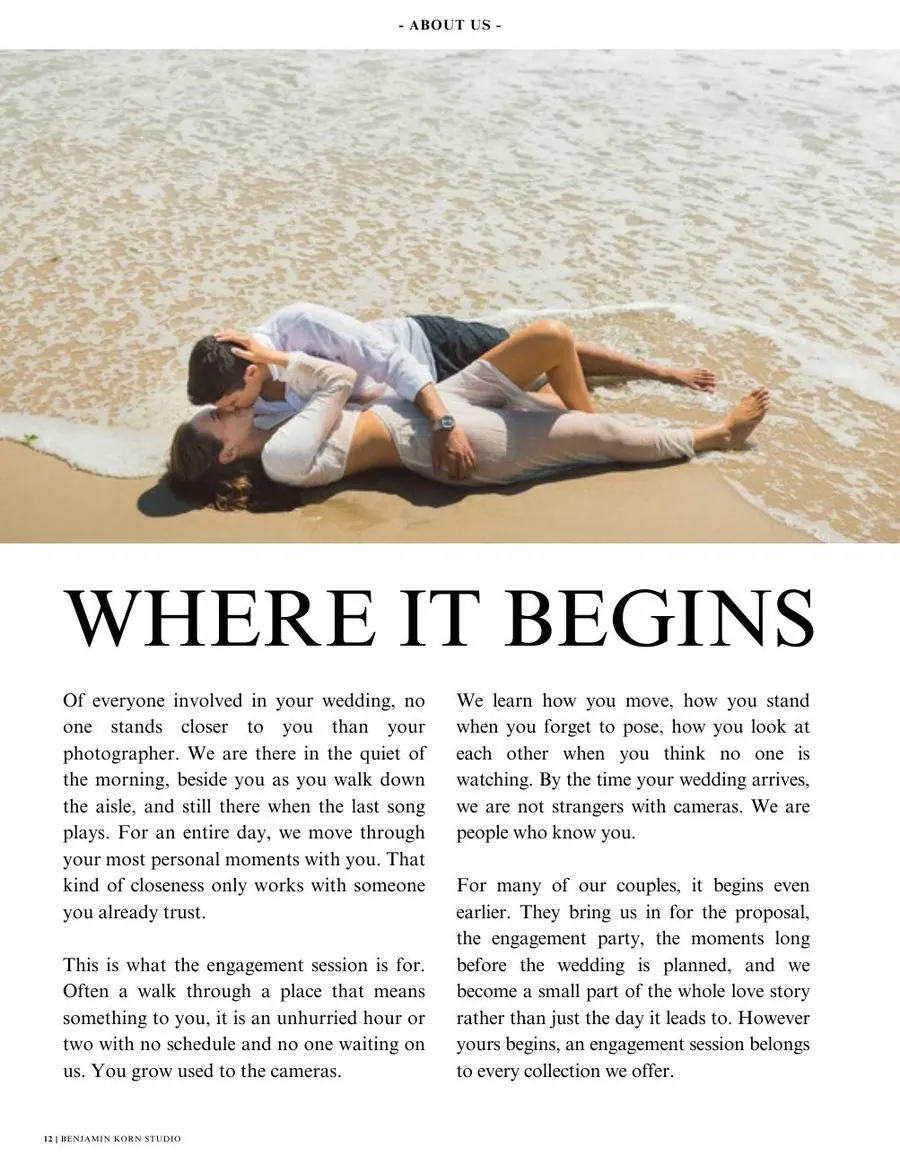 - ABOUT US -
WHERE IT BEGINS
Of everyone involved in your wedding, no
one stands closer to you than your
photographer. We are there in the quiet of
the morning, beside you as you walk down
the aisle, and still there when the last song
plays. For an entire day, we move through
your most personal moments with you. That
kind of closeness only works with someone
you already trust.
This is what the engagement session is for.
Often a walk through a place that means
something to you, it is an unhurried hour or
two with no schedule and no one waiting on
us. You grow used to the cameras.
We learn how you move, how you stand
when you forget to pose, how you look at
each other when you think no one is
watching. By the time your wedding arrives,
we are not strangers with cameras. We are
people who know you.
For many of our couples, it begins even
earlier. They bring us in for the proposal,
the engagement party, the moments long
before the wedding is planned, and we
become a small part of the whole love story
rather than just the day it leads to. However
yours begins, an engagement session belongs
to every collection we offer.
12 | BENJAMIN KORN STUDIO